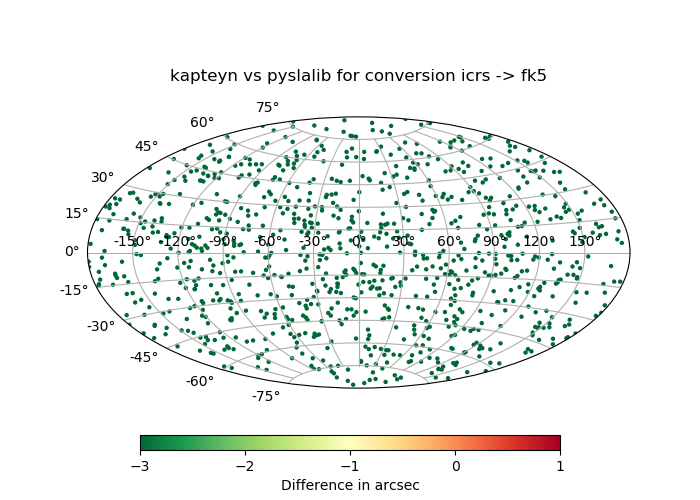 kapteyn vs pyslalib for conversion icrs -> fk5
75°
60°
45°
30°
15°
-150° -120° -90° -60° -30° 0° 30° 60° 90° 120° 150°
0°
-15°
-30°
-45°
-60°
-75°
−3 −2 −1 0 1
Difference in arcsec